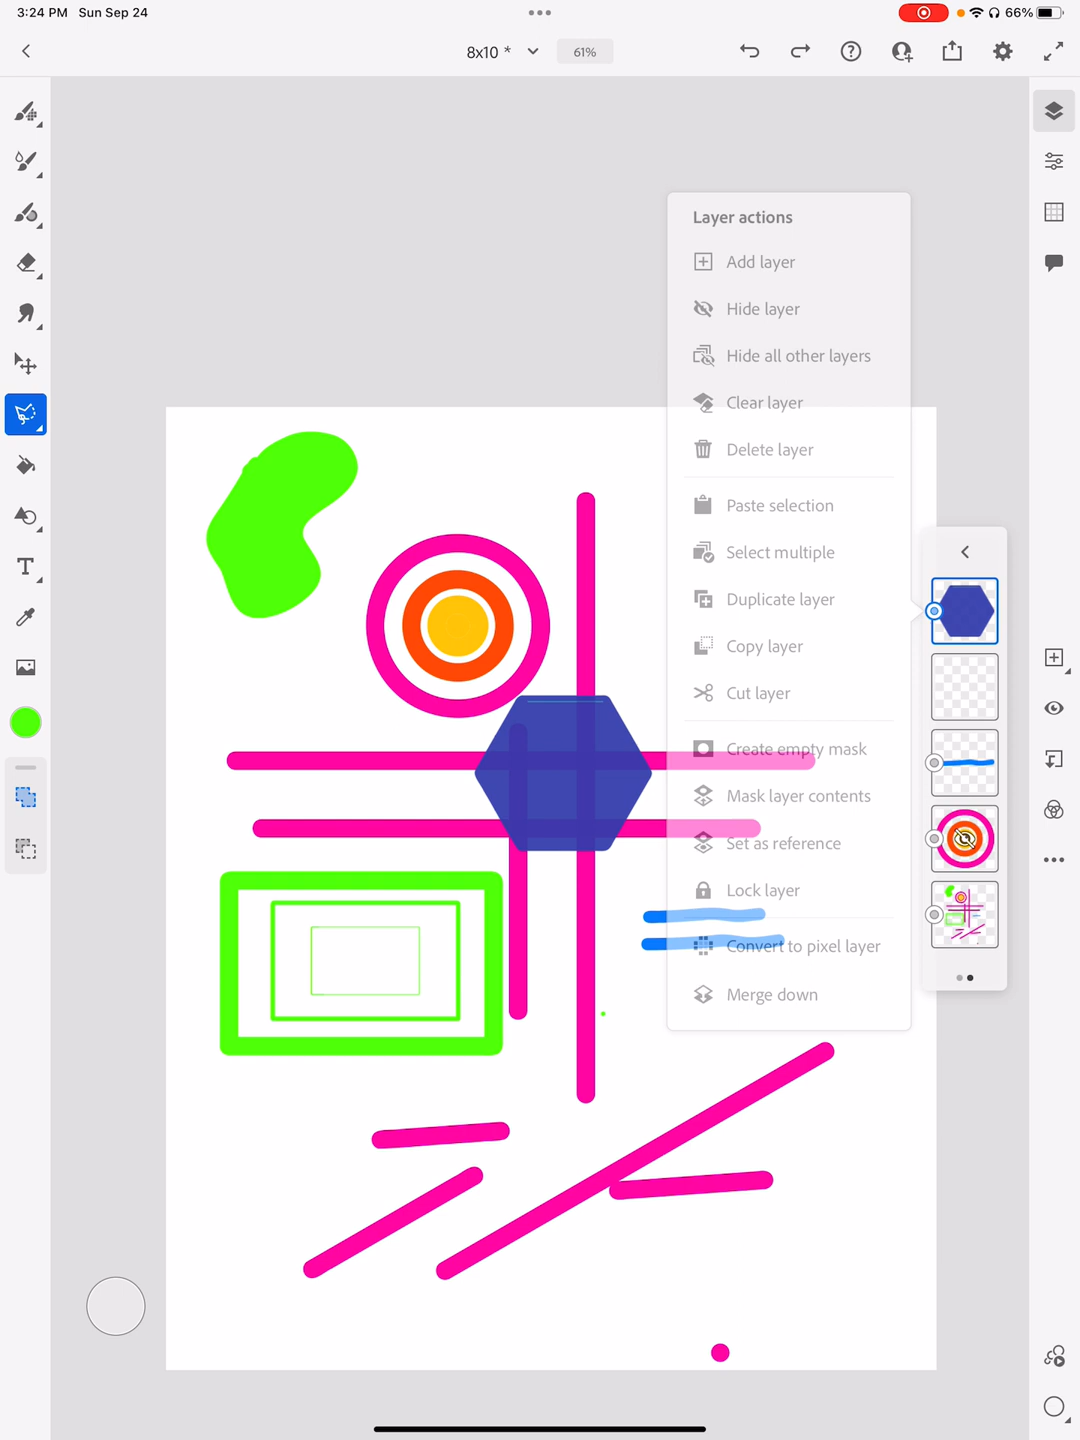 3:24 PM Sun Sep 24
66%
8x10 *
61%
Layer actions
Add layer
Hide layer
Hide all other layers
Clear layer
Delete layer
Paste selection
Select multiple
Duplicate layer
Copy layer
Cut layer
Create empty mask
Mask layer contents
Set as reference
Lock layer
Convert to pixel layer
Merge down
T